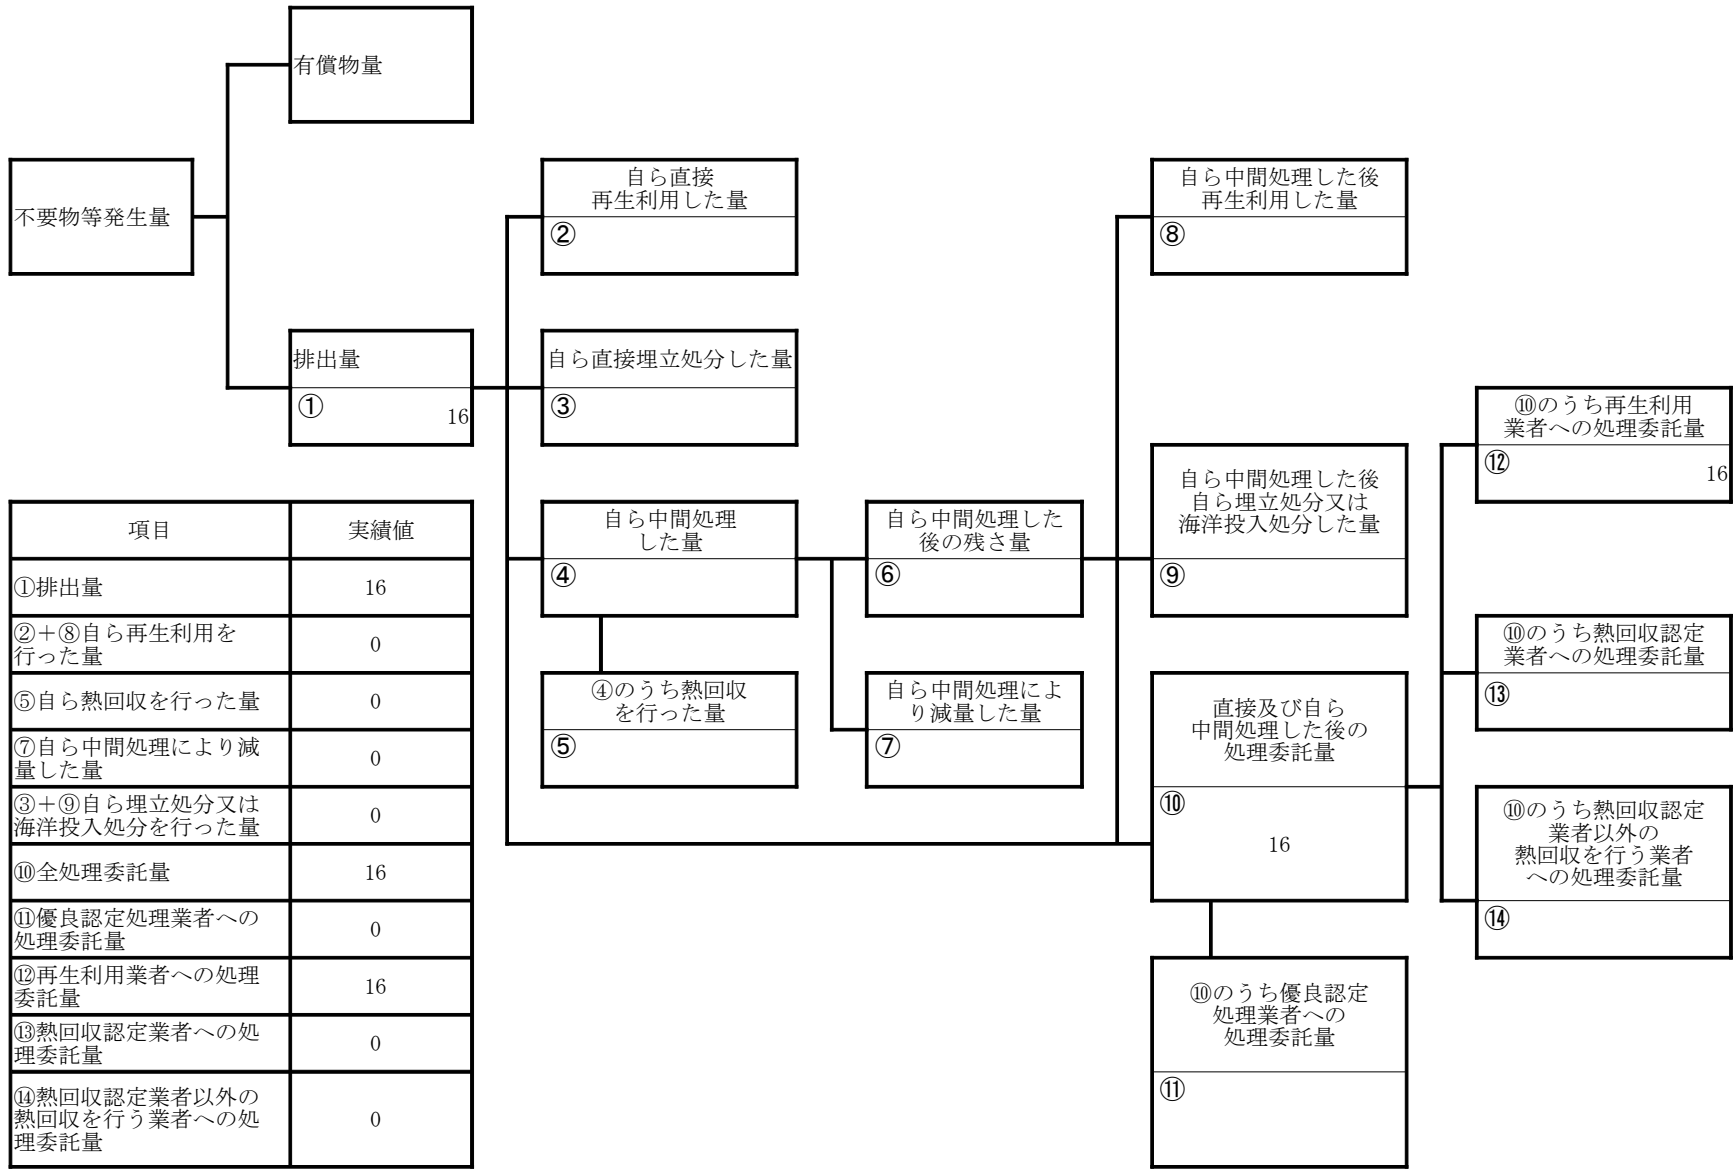 有償物量
不要物等発生量
自ら直接
再生利用した量
②
自ら中間処理した後
再生利用した量
⑧
排出量
①
16
自ら直接埋立処分した量
③
⑩のうち再生利用
業者への処理委託量
⑫
16
自ら中間処理
した量
④
自ら中間処理した
後の残さ量
⑥
自ら中間処理した後
自ら埋立処分又は
海洋投入処分した量
⑨
⑩のうち熱回収認定
業者への処理委託量
⑬
④のうち熱回収
を行った量
⑤
自ら中間処理によ
り減量した量
⑦
直接及び自ら
中間処理した後の
処理委託量
⑩
16
⑩のうち熱回収認定
業者以外の
熱回収を行う業者
への処理委託量
⑭
⑩のうち優良認定
処理業者への
処理委託量
⑪
項目 実績値
①排出量 16
②＋⑧自ら再生利用を
行った量 0
⑤自ら熱回収を行った量 0
⑦自ら中間処理により減
量した量 0
③＋⑨自ら埋立処分又は
海洋投入処分を行った量 0
⑩全処理委託量 16
⑪優良認定処理業者への
処理委託量 0
⑫再生利用業者への処理
委託量 16
⑬熱回収認定業者への処
理委託量 0
⑭熱回収認定業者以外の
熱回収を行う業者への処
理委託量 0